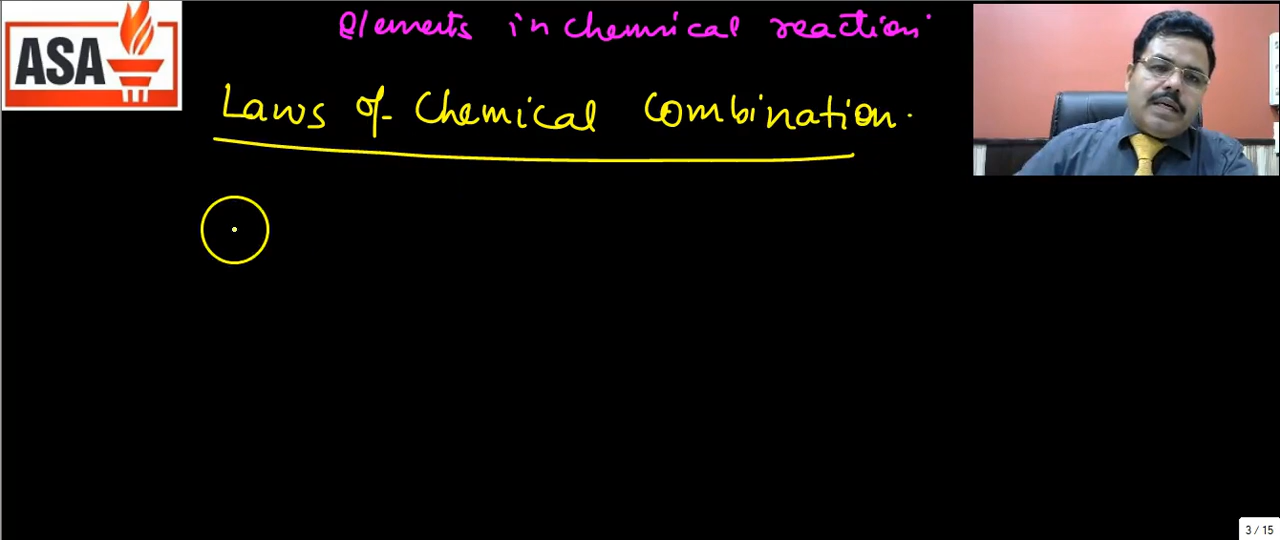 ASA
Elements in chemical reaction.
Laws of Chemical Combination.
3 / 15